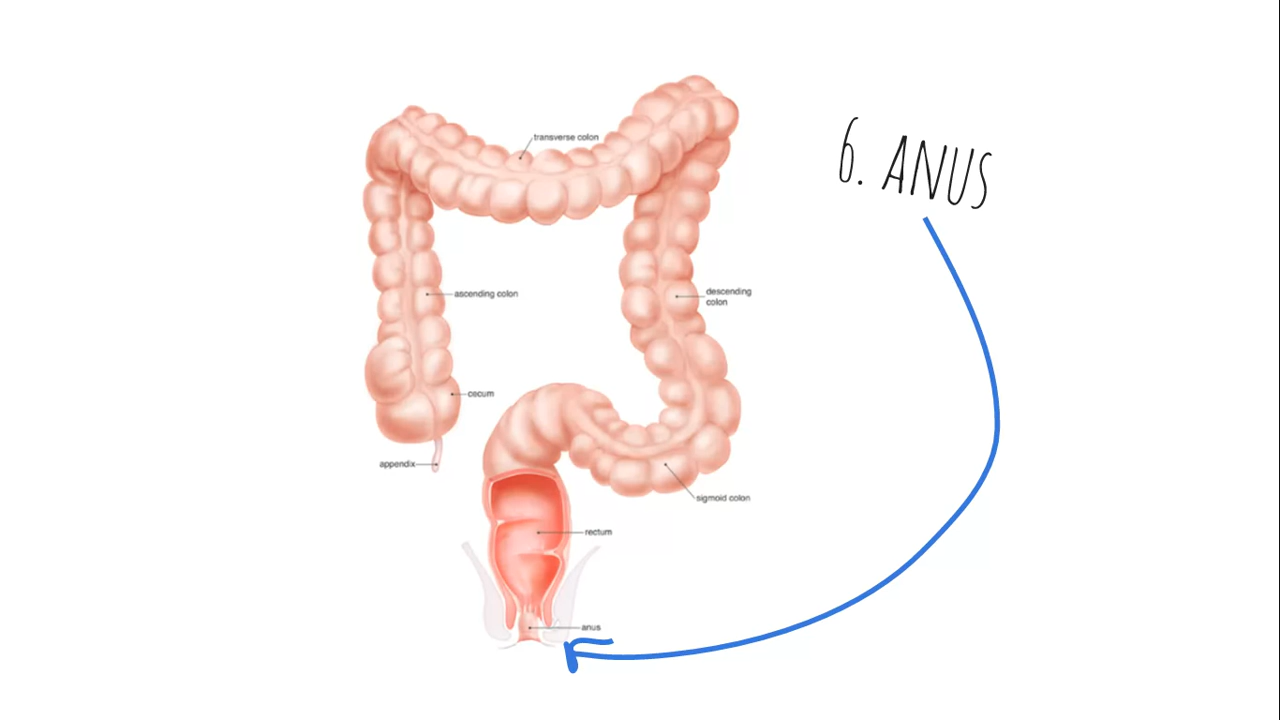 transverse colon
6. ANUS
ascending colon
descending
colon
cecum
appendix
sigmoid colon
rectum
anus